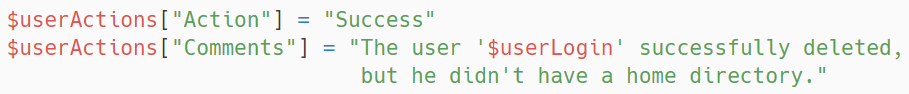 $userActions["Action"] = "Success"
$userActions["Comments"] = "The user '$userLogin' successfully deleted,
but he didn't have a home directory."